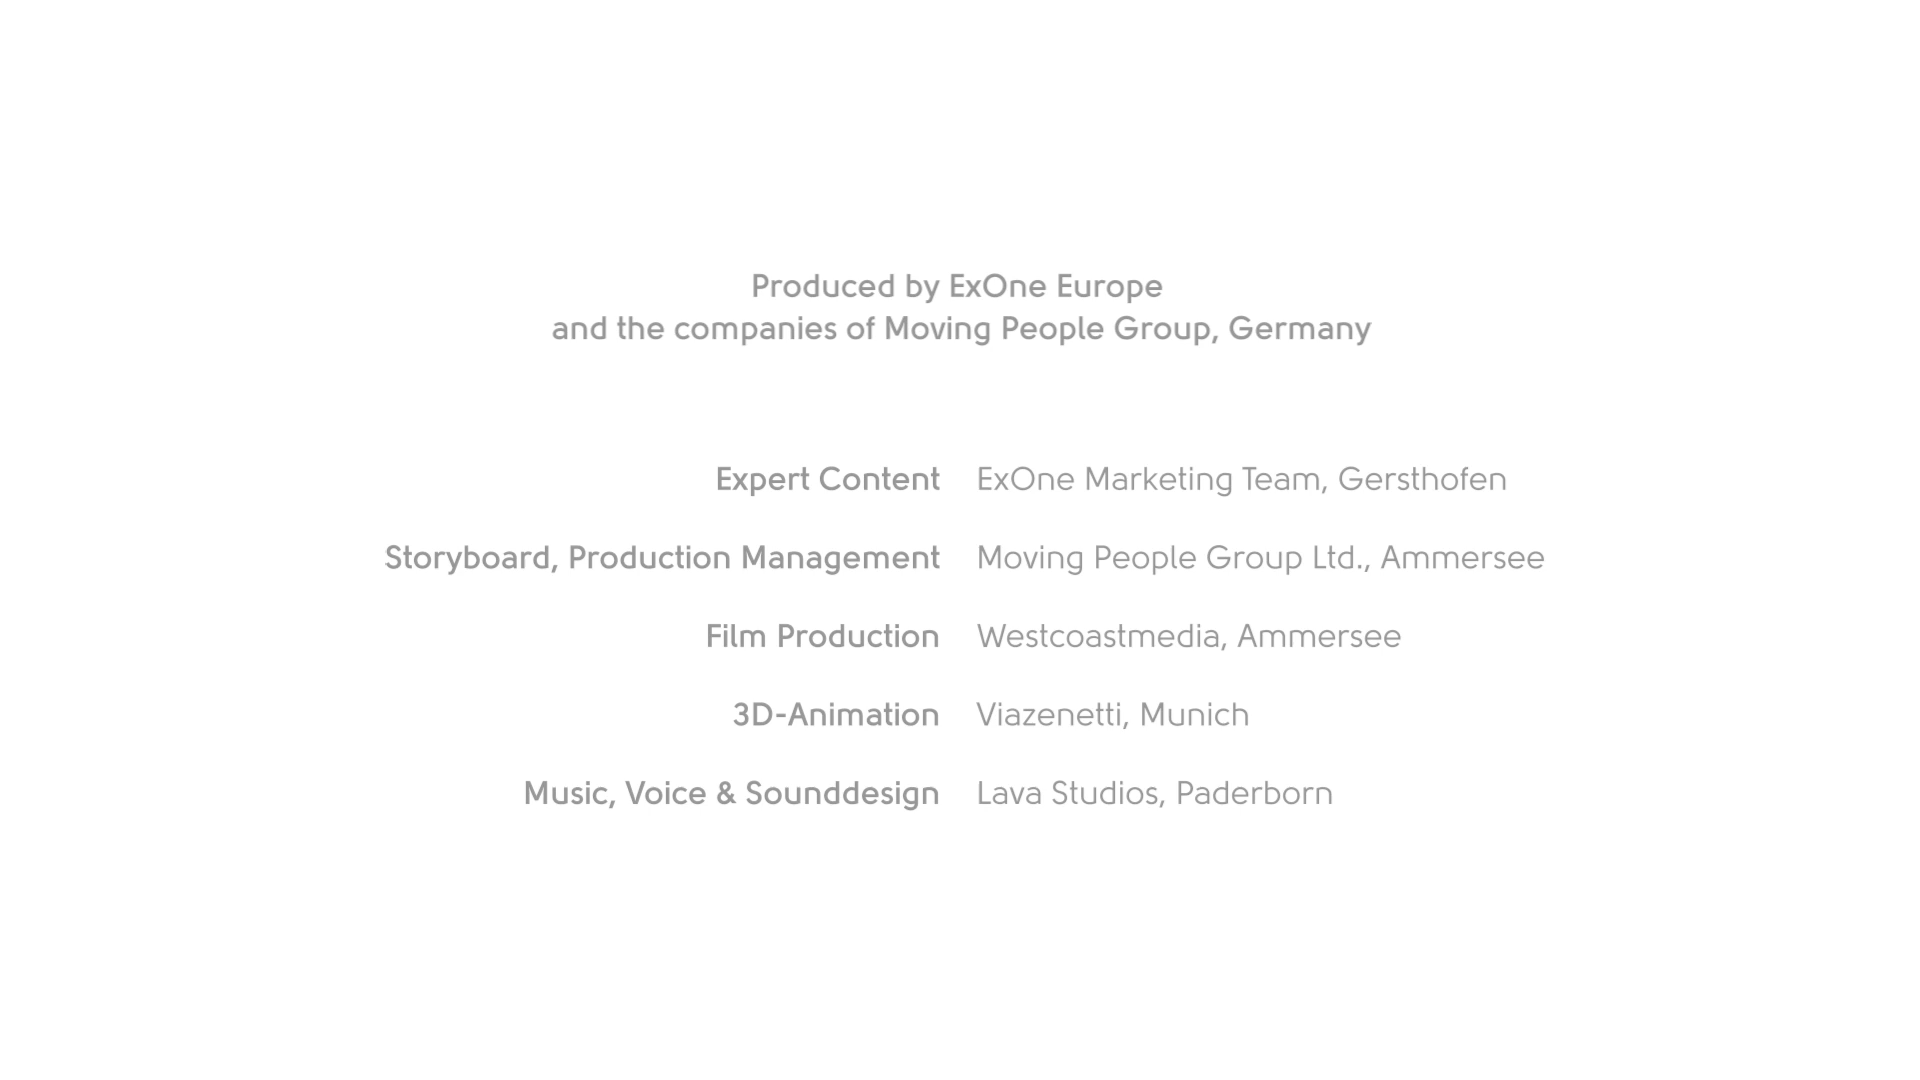 Produced by ExOne Europe
and the companies of Moving People Group, Germany
Expert Content ExOne Marketing Team, Gersthofen
Storyboard, Production Management Moving People Group Ltd., Ammersee
Film Production Westcoastmedia, Ammersee
3D-Animation Viazenetti, Munich
Music, Voice & Sounddesign Lava Studios, Paderborn